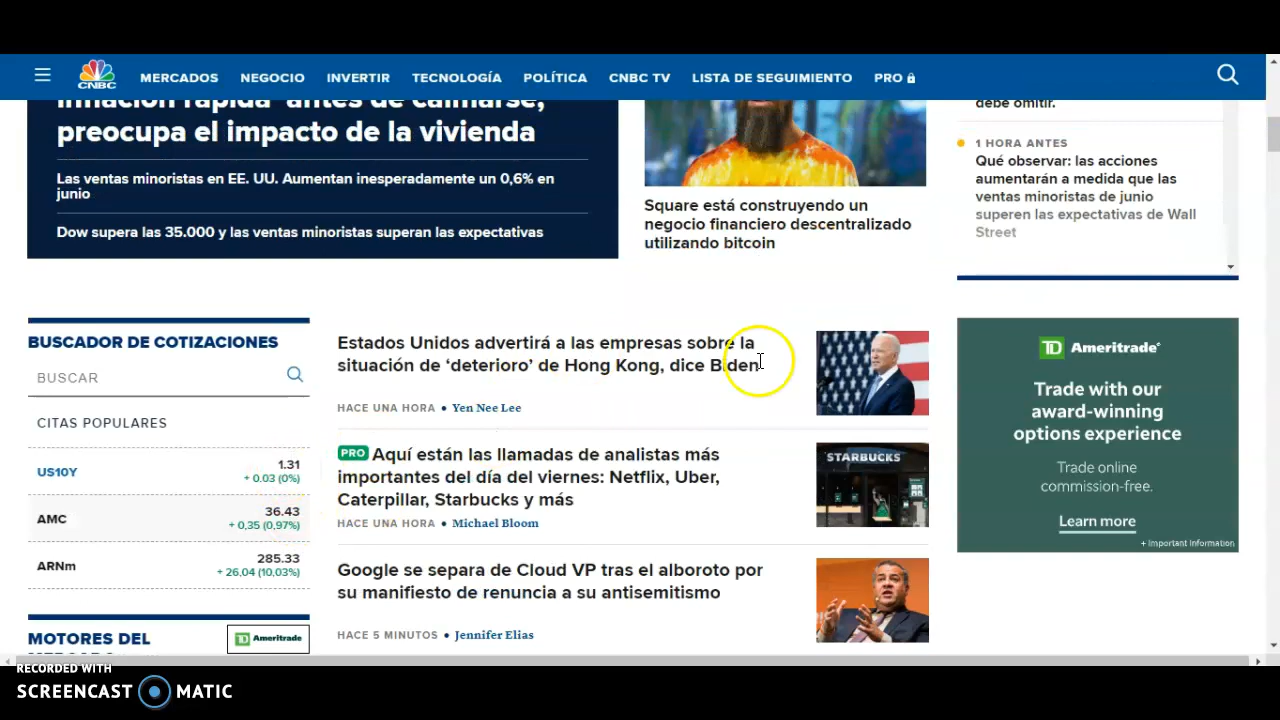 CNBC
MERCADOS NEGOCIO INVERTIR TECNOLOGÍA POLÍTICA CNBC TV LISTA DE SEGUIMIENTO PRO
inflación rápida' antes de calmarse,
preocupa el impacto de la vivienda
Las ventas minoristas en EE. UU. Aumentan inesperadamente un 0,6% en
junio
Dow supera las 35.000 y las ventas minoristas superan las expectativas
Square está construyendo un
negocio financiero descentralizado
utilizando bitcoin
debe omitir.
1 HORA ANTES
Qué observar: las acciones
aumentarán a medida que las
ventas minoristas de junio
superen las expectativas de Wall
Street
BUSCADOR DE COTIZACIONES
BUSCAR
CITAS POPULARES
US10Y 1.31
+ 0.03 (0%)
AMC 36.43
+ 0,35 (0,97%)
ARNm 285.33
+ 26,04 (10,03%)
MOTORES DEL
TD Ameritrade
Estados Unidos advertirá a las empresas sobre la
situación de ‘deterioro’ de Hong Kong, dice Biden
HACE UNA HORA • Yen Nee Lee
PRO Aquí están las llamadas de analistas más
importantes del día del viernes: Netflix, Uber,
Caterpillar, Starbucks y más
HACE UNA HORA • Michael Bloom
STARBUCKS
Google se separa de Cloud VP tras el alboroto por
su manifiesto de renuncia a su antisemitismo
HACE 5 MINUTOS • Jennifer Elias
TD Ameritrade
Trade with our
award-winning
options experience
Trade online
commission-free.
Learn more
+ Important Information
RECORDED WITH
SCREENCAST MATIC